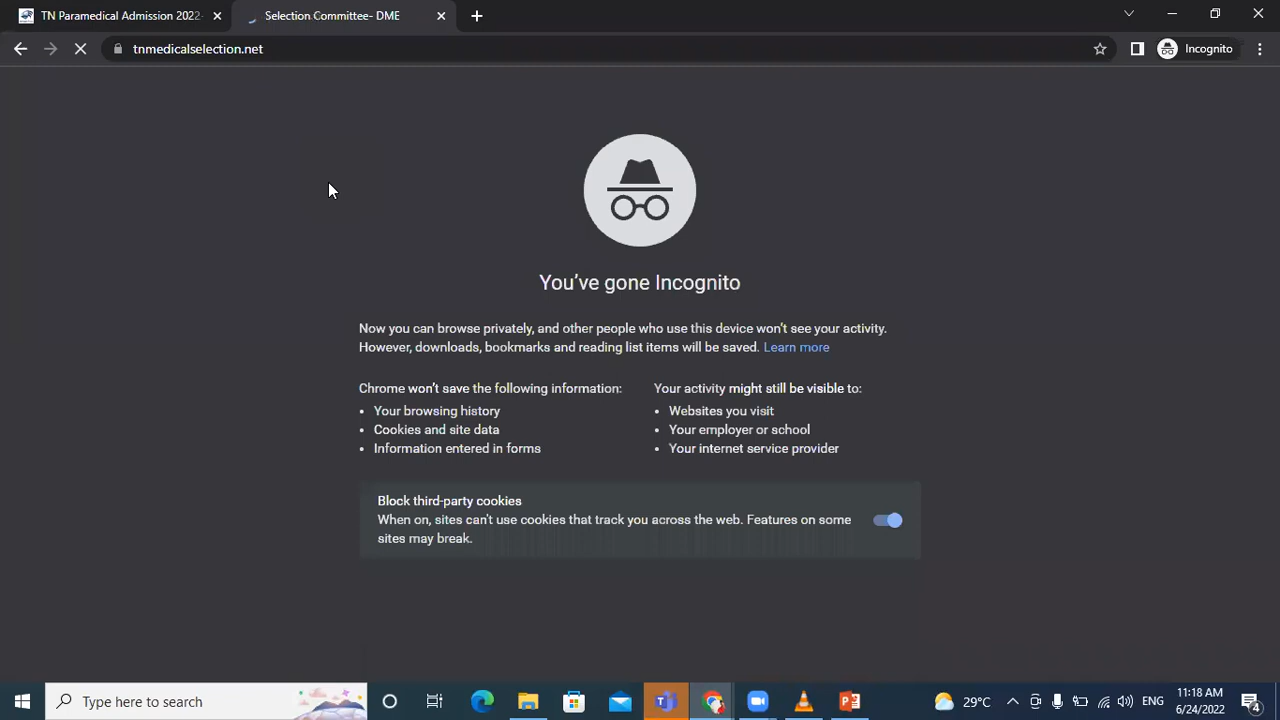 TN Paramedical Admission 2022-
Selection Committee- DME
tnmedicalselection.net
Incognito
You've gone Incognito
Now you can browse privately, and other people who use this device won't see your activity.
However, downloads, bookmarks and reading list items will be saved. Learn more
Chrome won't save the following information:
• Your browsing history
• Cookies and site data
• Information entered in forms
Your activity might still be visible to:
• Websites you visit
• Your employer or school
• Your internet service provider
Block third-party cookies
When on, sites can't use cookies that track you across the web. Features on some
sites may break.
Type here to search
29°C
ENG
11:18 AM
6/24/2022
4